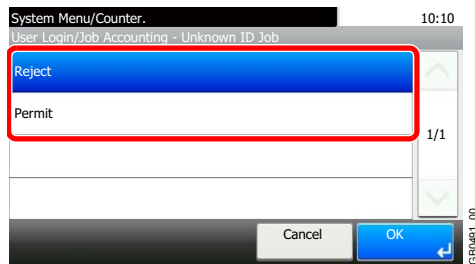 System Menu/Counter. 10:10
User Login/Job Accounting - Unknown ID Job
Reject
Permit
1/1
Cancel
OK
GB0491_00